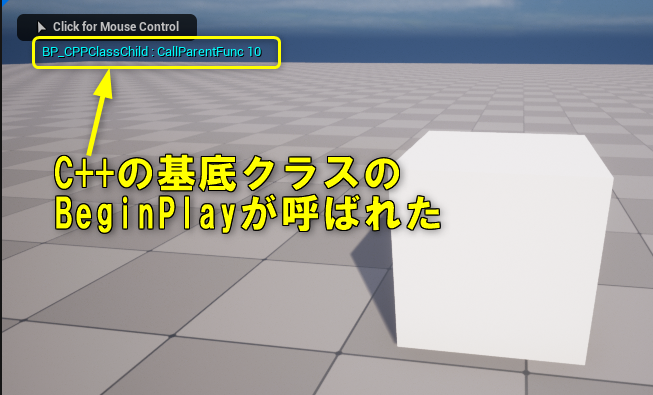 Click for Mouse Control
BP_CPPClassChild : CallParentFunc 10
C++の基底クラスの
BeginPlayが呼ばれた